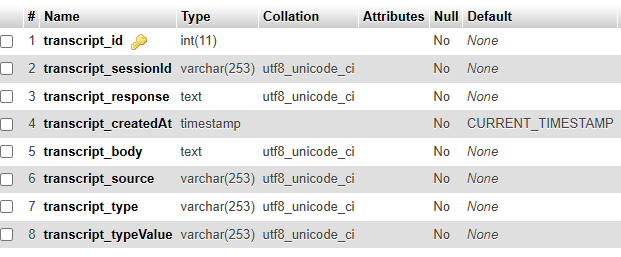 # Name Type Collation Attributes Null Default
1 transcript_id int(11) No None
2 transcript_sessionId varchar(253) utf8_unicode_ci No None
3 transcript_response text utf8_unicode_ci No None
4 transcript_createdAt timestamp No CURRENT_TIMESTAMP
5 transcript_body text utf8_unicode_ci No None
6 transcript_source varchar(253) utf8_unicode_ci No None
7 transcript_type varchar(253) utf8_unicode_ci No None
8 transcript_typeValue varchar(253) utf8_unicode_ci No None